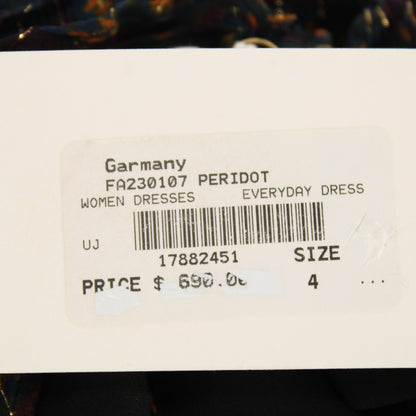 Garmany
FA230107 PERIDOT
WOMEN DRESSES EVERYDAY DRESS
UJ
17882451 SIZE
PRICE $ 690.00 4 ...